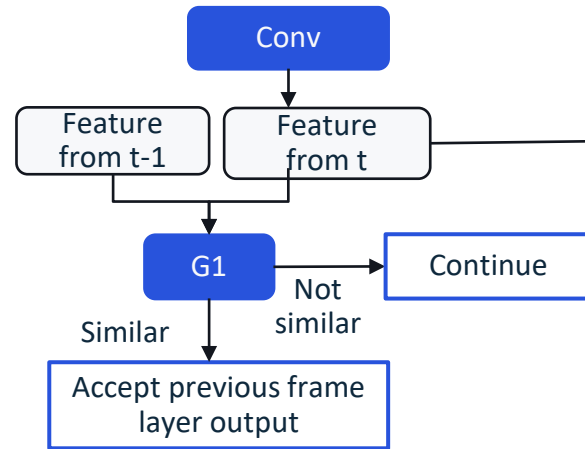 Conv
Feature
from t-1
Feature
from t
G1
Continue
Not
similar
Similar
Accept previous frame
layer output